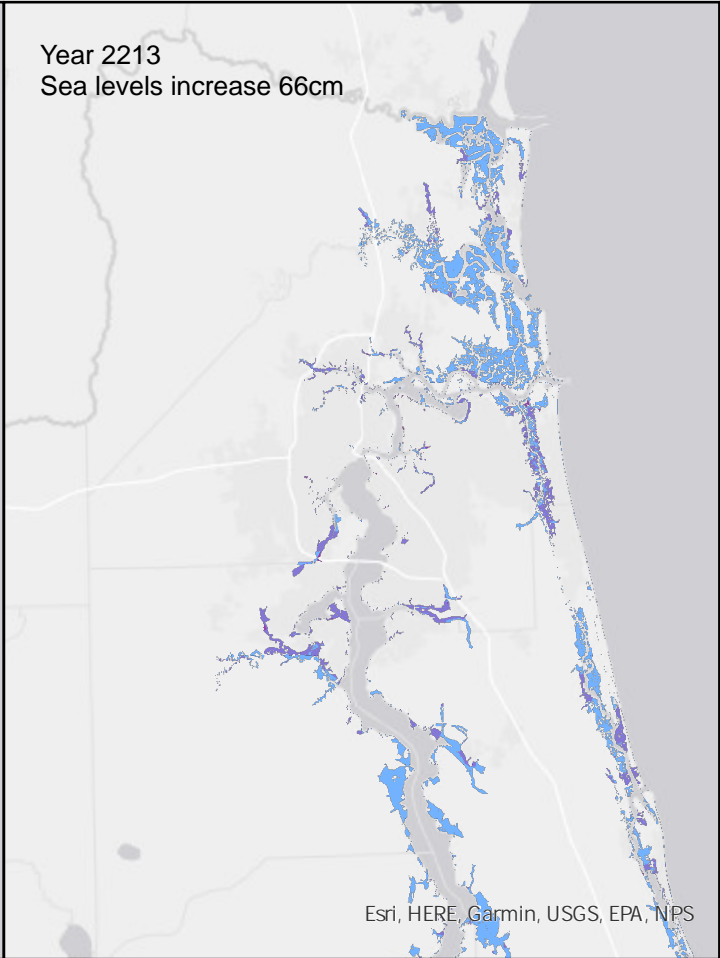 Year 2213
Sea levels increase 66cm
Esri, HERE, Garmin, USGS, EPA, NPS